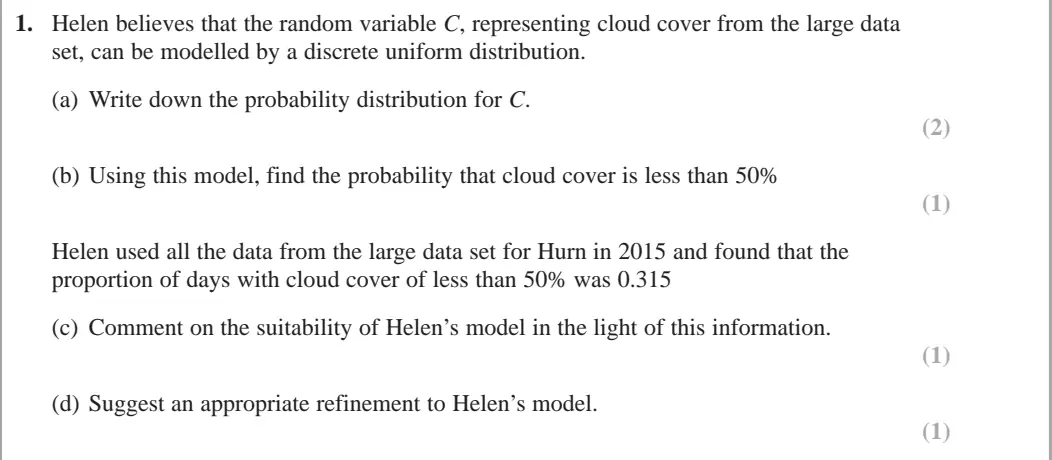 1. Helen believes that the random variable C, representing cloud cover from the large data
set, can be modelled by a discrete uniform distribution.
(a) Write down the probability distribution for C.
(2)
(b) Using this model, find the probability that cloud cover is less than 50%
(1)
Helen used all the data from the large data set for Hurn in 2015 and found that the
proportion of days with cloud cover of less than 50% was 0.315
(c) Comment on the suitability of Helen’s model in the light of this information.
(1)
(d) Suggest an appropriate refinement to Helen’s model.
(1)